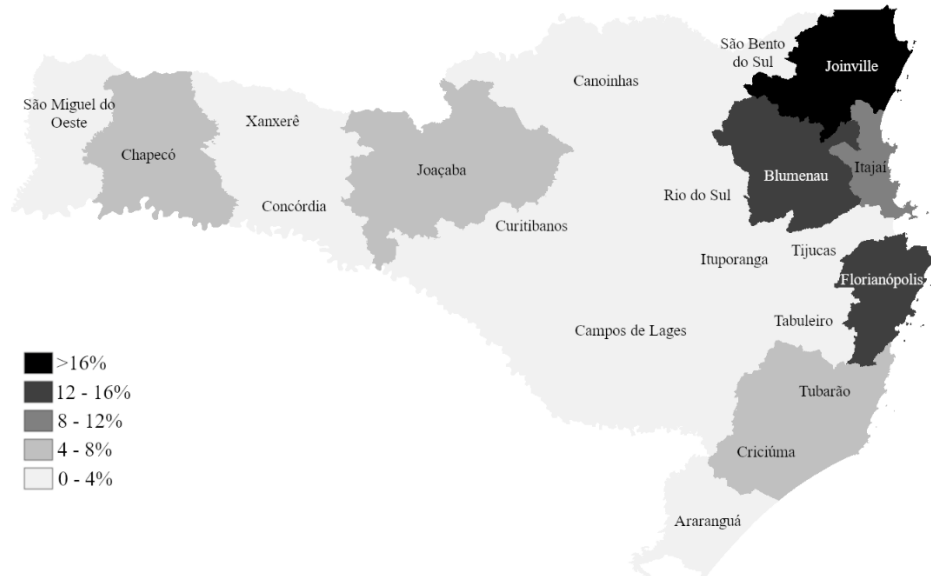 São Bento
do Sul
Joinville
Canoinhas
São Miguel do
Oeste
Xanxerê
Chapecó
Joaçaba
Blumenau
Itajaí
Rio do Sul
Concórdia
Curitibanos
Tijucas
Ituporanga
Florianópolis
Tabuleiro
Campos de Lages
Tubarão
Criciúma
Araranguá
>16%
12 - 16%
8 - 12%
4 - 8%
0 - 4%